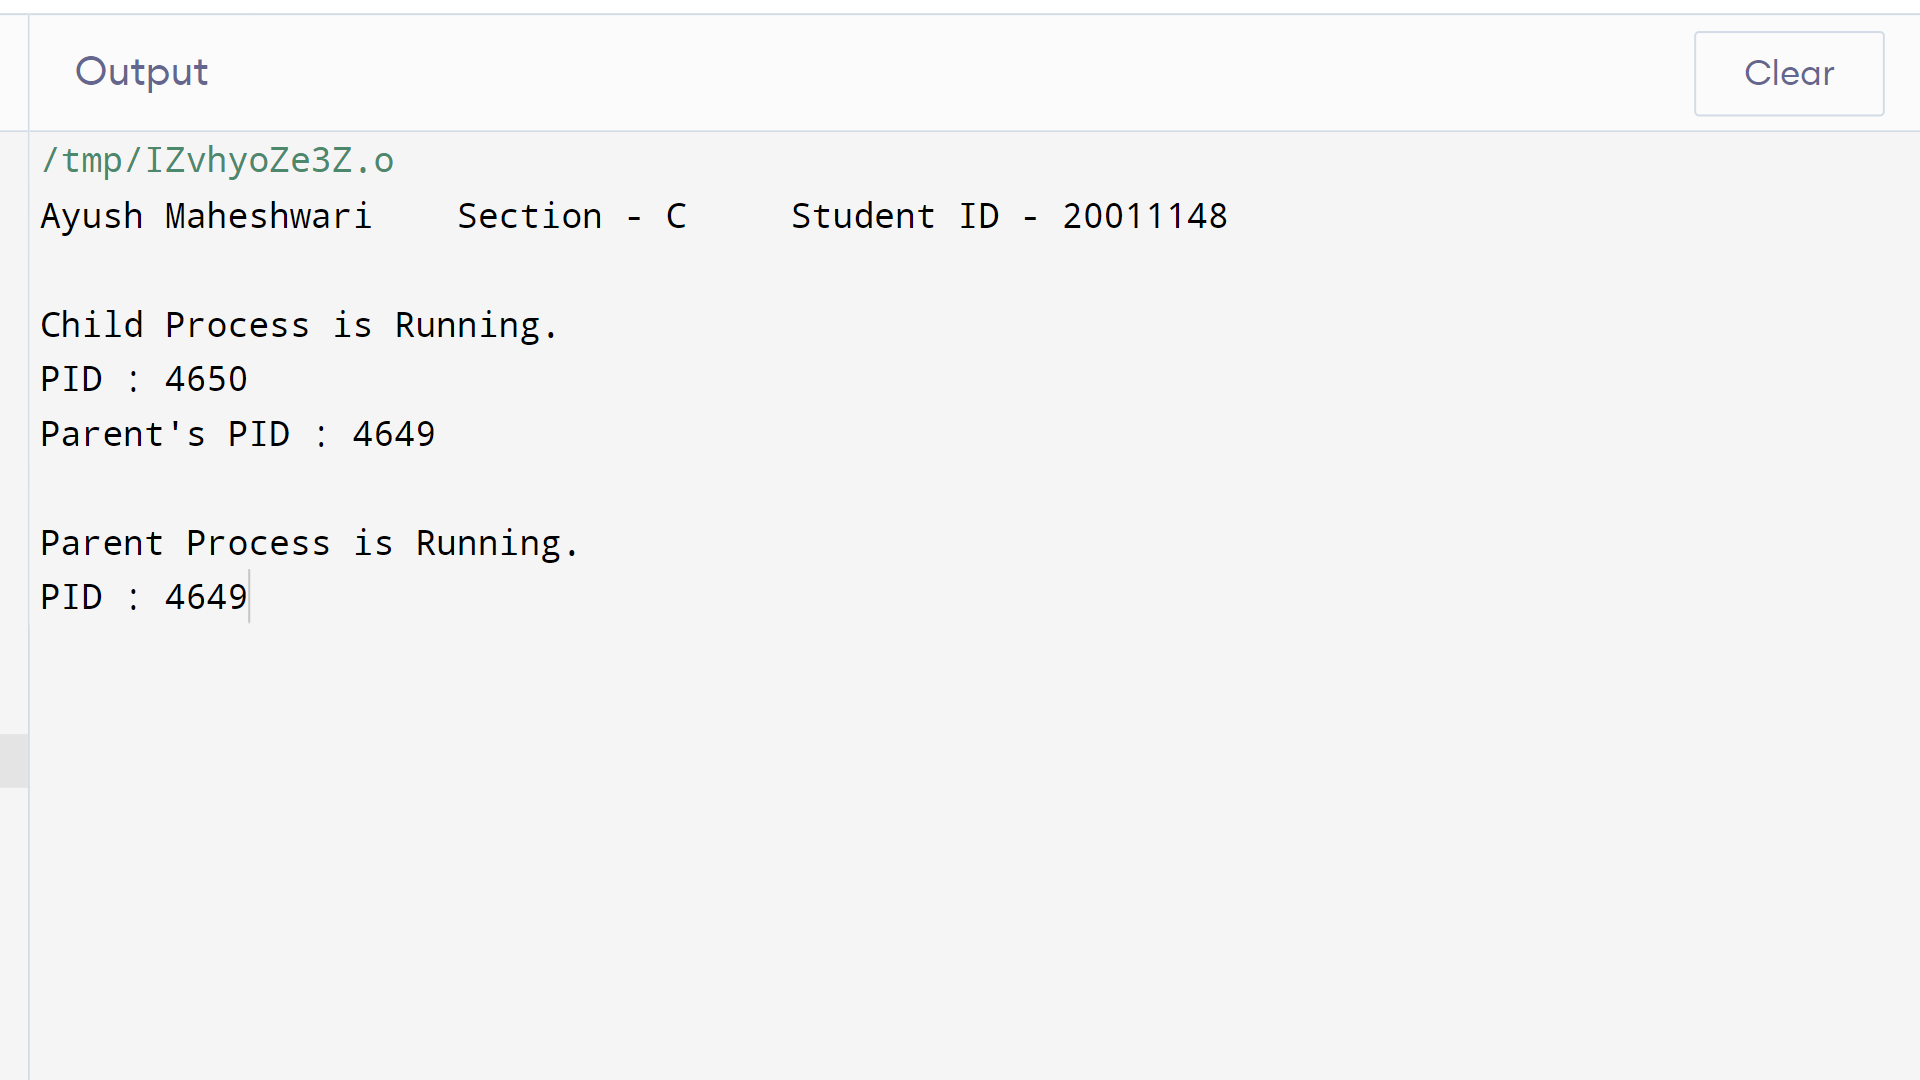 Output
Clear
/tmp/IZvhyoZe3Z.o
Ayush Maheshwari    Section - C     Student ID - 20011148
Child Process is Running.
PID : 4650
Parent's PID : 4649
Parent Process is Running.
PID : 4649